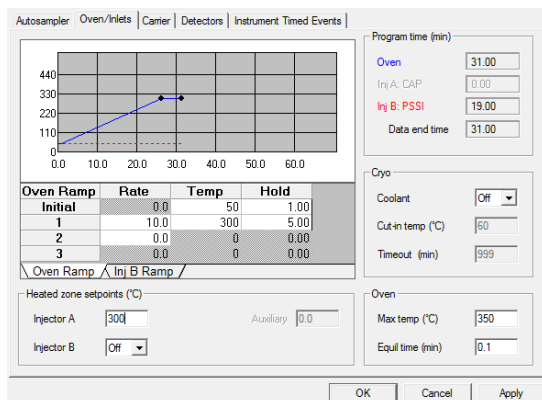 Autosampler Oven/Inlets Carrier Detectors Instrument Timed Events
440
330
220
110
0
0.0 10.0 20.0 30.0 40.0 50.0 60.0
Oven Ramp Rate Temp Hold
Initial 0.0 50 1.00
1 10.0 300 5.00
2 0.0 0 0.00
3 0.0 0 0.00
Oven Ramp Inj B Ramp
Heated zone setpoints (°C)
Injector A 300 Auxiliary 0.0
Injector B Off
Program time (min)
Oven 31.00
Inj A: CAP 0.00
Inj B: PSSI 19.00
Data end time 31.00
Cryo
Coolant Off
Cut-in temp (°C) 60
Timeout (min) 999
Oven
Max temp (°C) 350
Equil time (min) 0.1
OK Cancel Apply